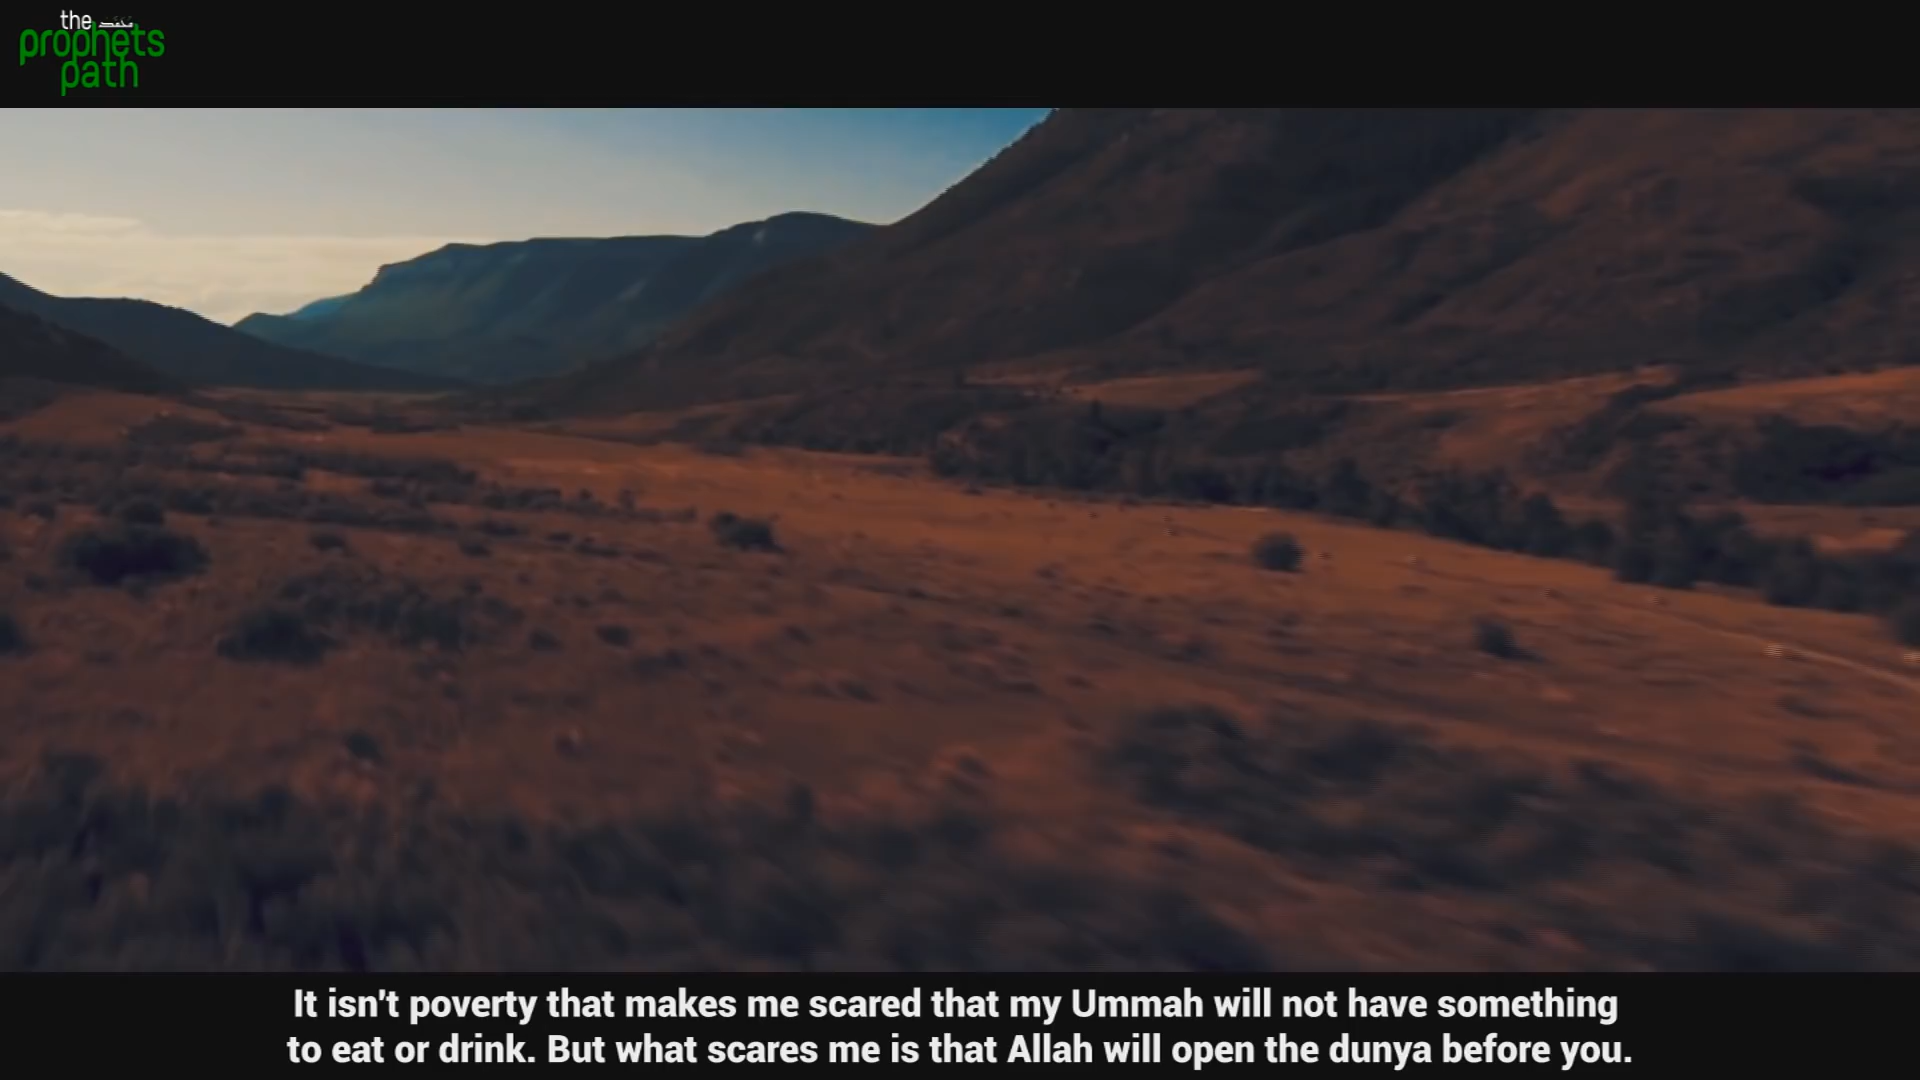 the
prophets
path
It isn't poverty that makes me scared that my Ummah will not have something
to eat or drink. But what scares me is that Allah will open the dunya before you.